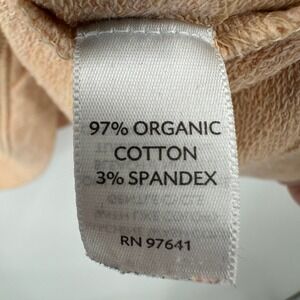 97% ORGANIC
COTTON
3% SPANDEX
RN 97641